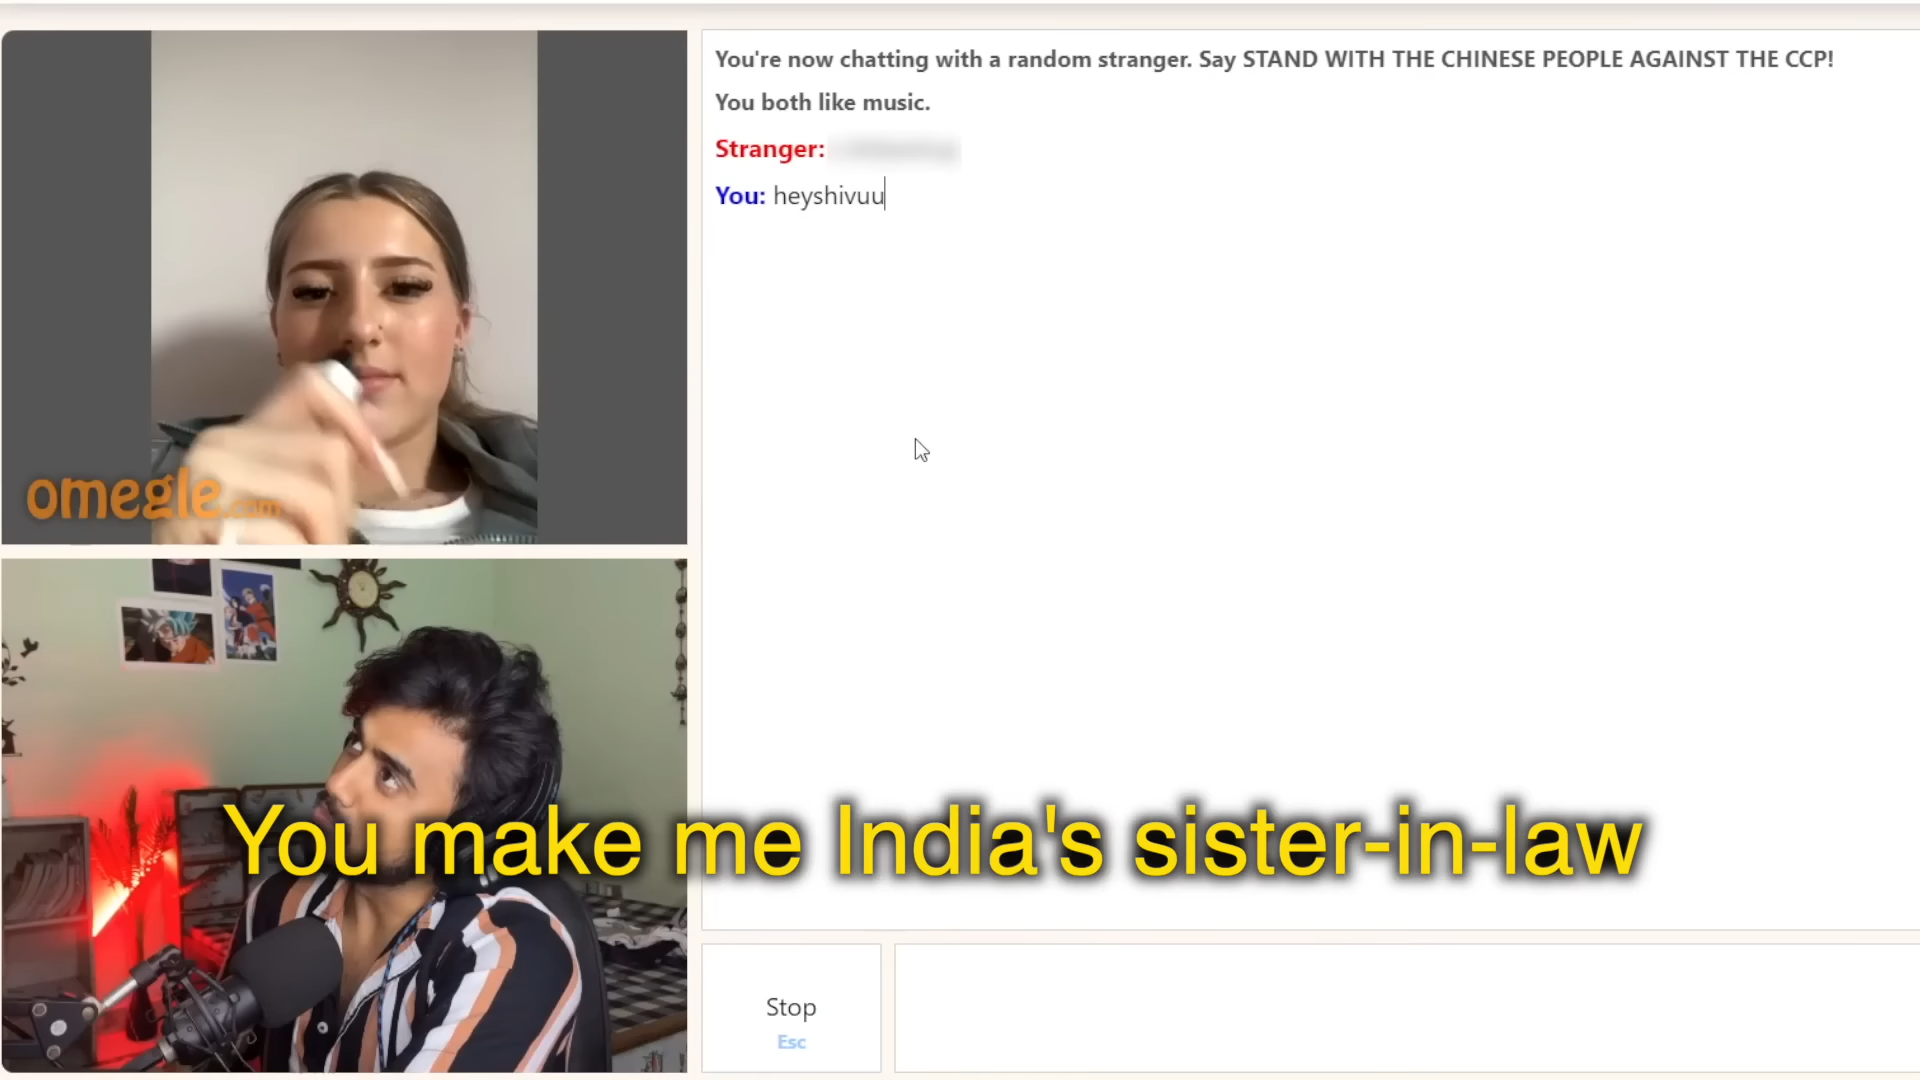 You're now chatting with a random stranger. Say STAND WITH THE CHINESE PEOPLE AGAINST THE CCP!
You both like music.
Stranger:
You: heyshivuu
omegle.com
You make me India's sister-in-law
Stop
Esc